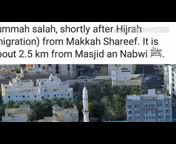 ummah salah, shortly after Hijrah
migration) from Makkah Shareef. It is
bout 2.5 km from Masjid an Nabwi ﷺ.